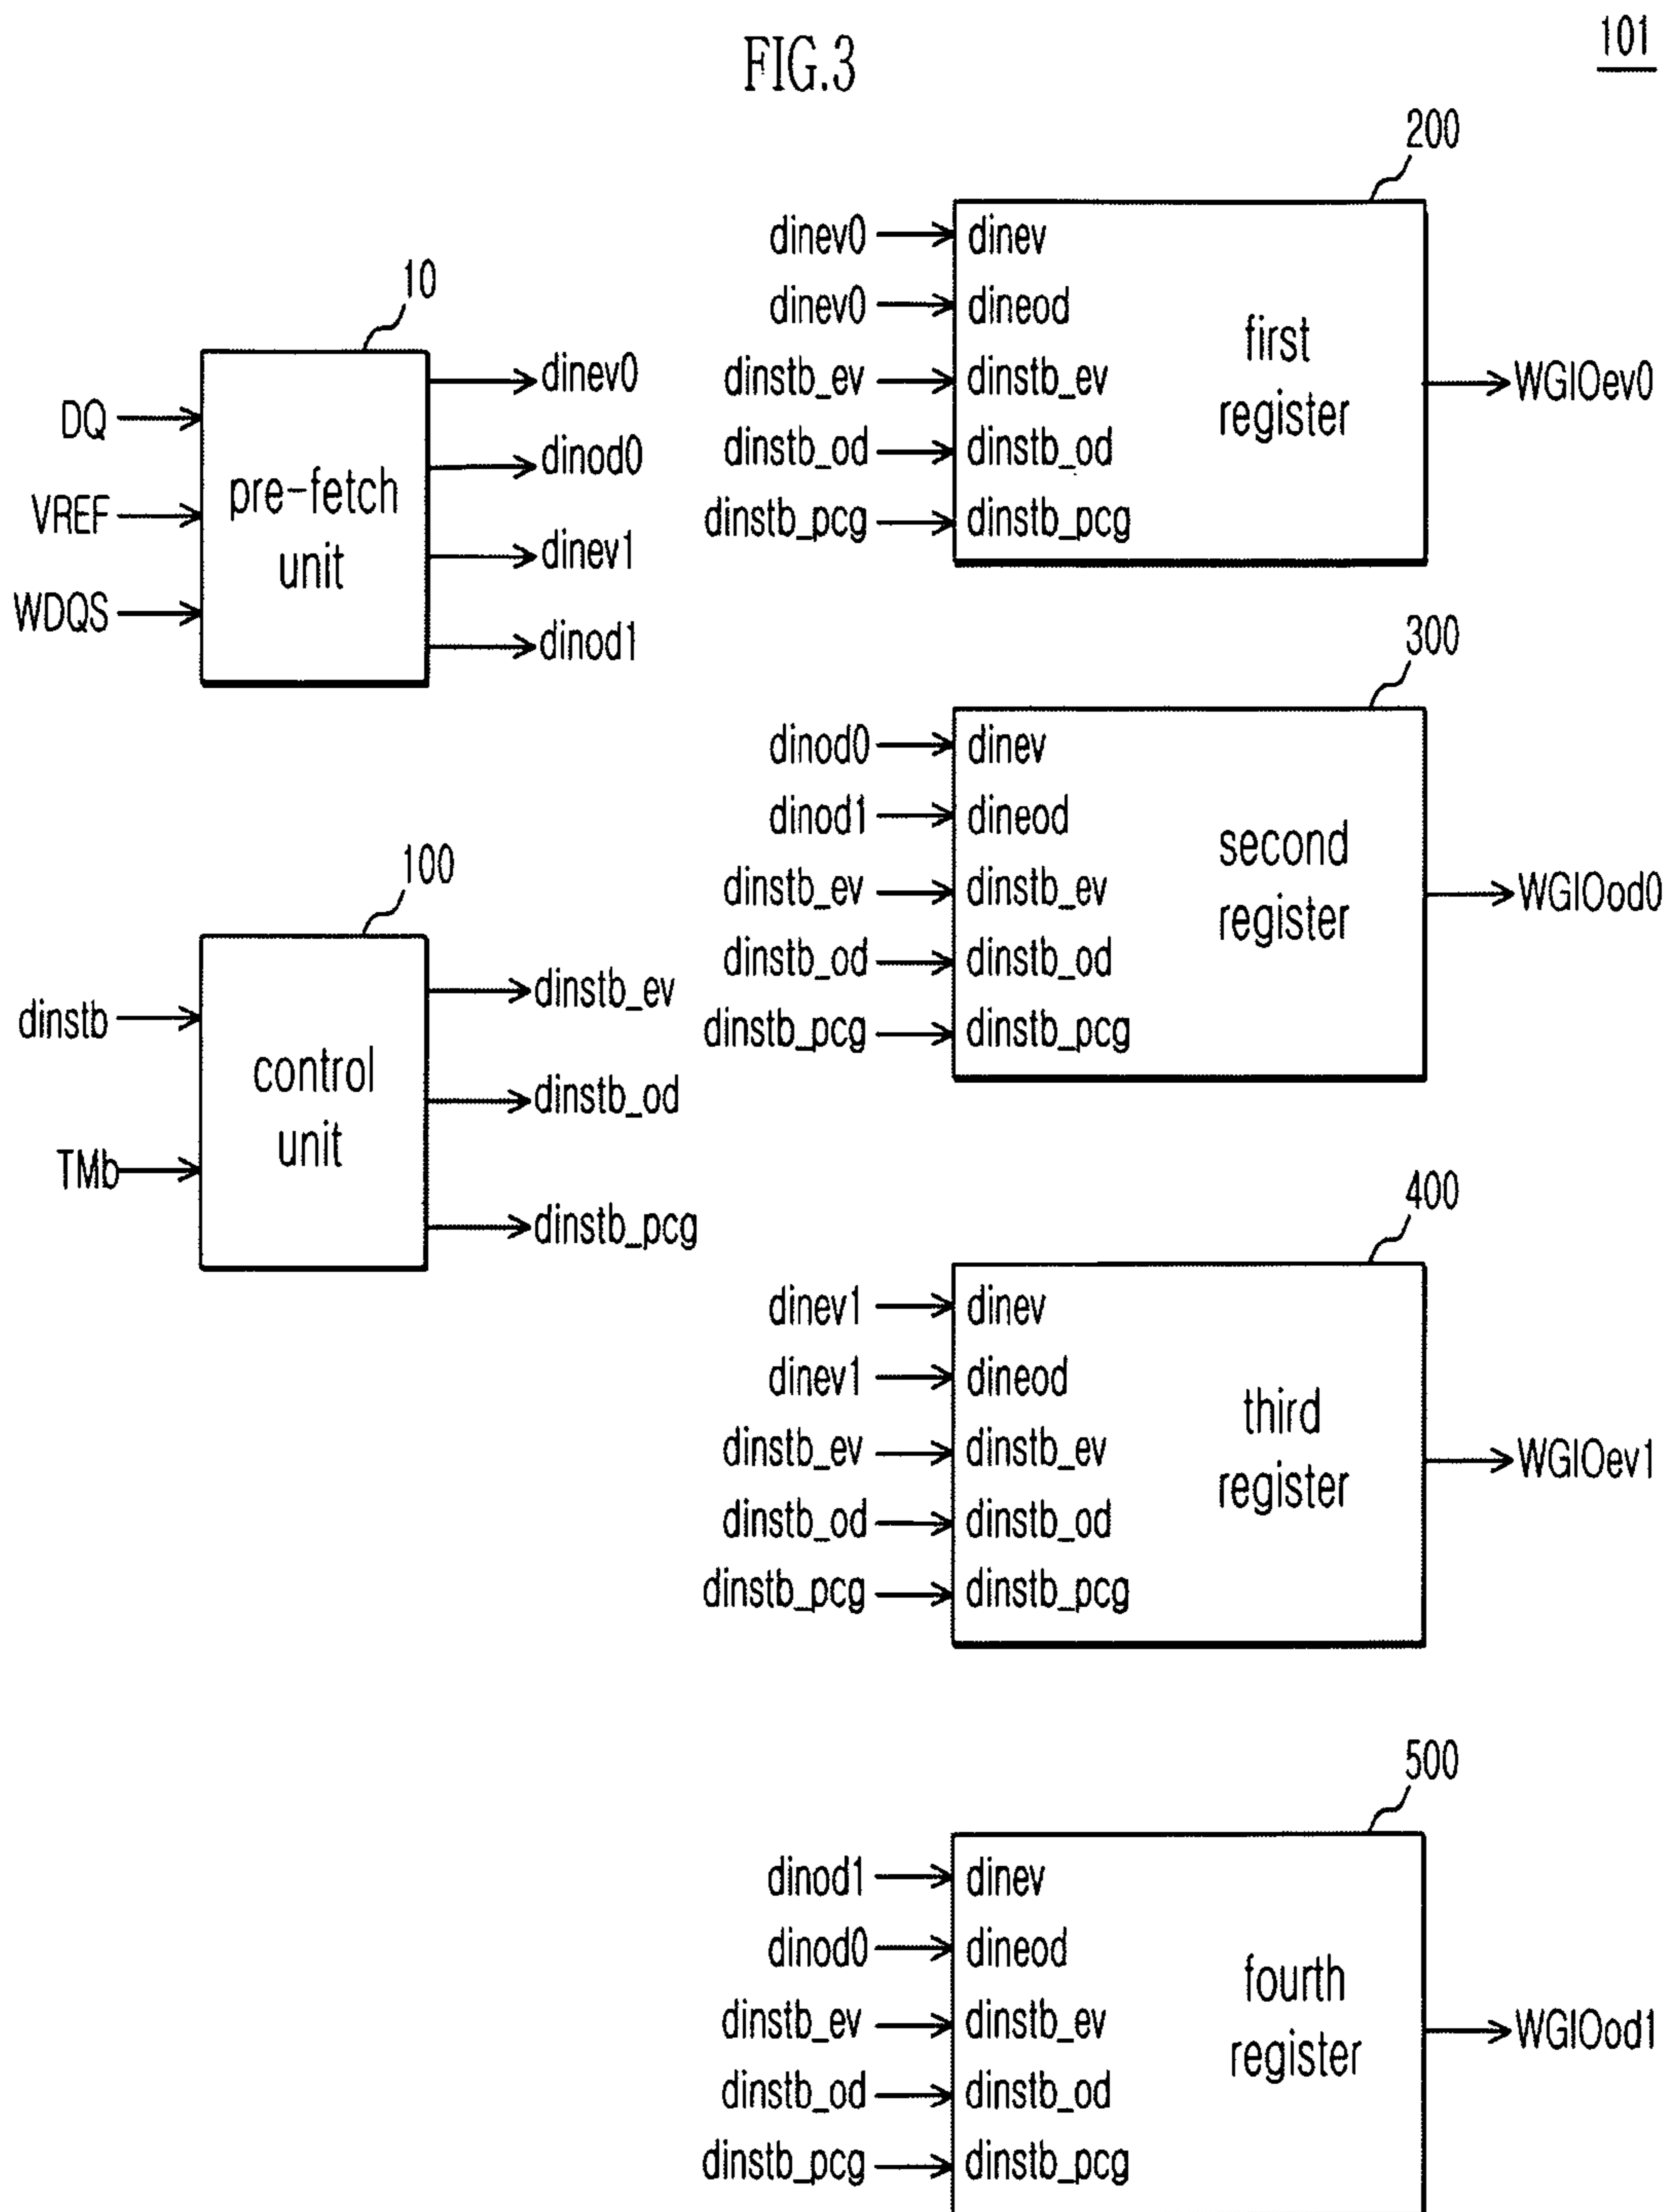 FIG.3
101
10
DQ
VREF
WDQS
pre-fetch
unit
dinev0
dinod0
dinev1
dinod1
100
dinstb
TMb
control
unit
dinstb_ev
dinstb_od
dinstb_pcg
200
dinev0 dinev
dinev0 dineod
dinstb_ev dinstb_ev
dinstb_od dinstb_od
dinstb_pcg dinstb_pcg
first
register
WGIOev0
300
dinod0 dinev
dinod1 dineod
dinstb_ev dinstb_ev
dinstb_od dinstb_od
dinstb_pcg dinstb_pcg
second
register
WGIOod0
400
dinev1 dinev
dinev1 dineod
dinstb_ev dinstb_ev
dinstb_od dinstb_od
dinstb_pcg dinstb_pcg
third
register
WGIOev1
500
dinod1 dinev
dinod0 dineod
dinstb_ev dinstb_ev
dinstb_od dinstb_od
dinstb_pcg dinstb_pcg
fourth
register
WGIOod1